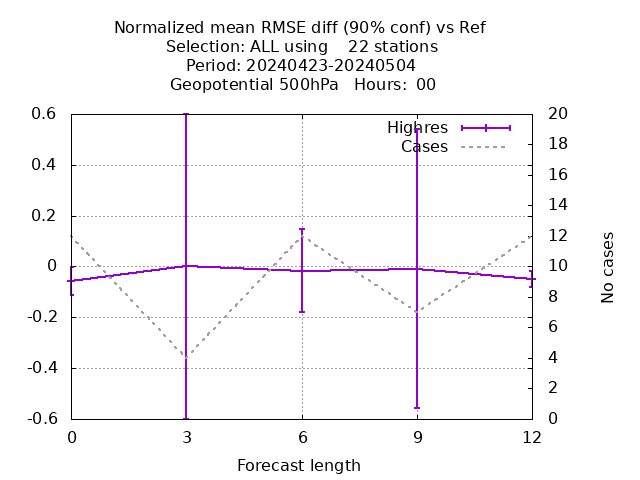 Normalized mean RMSE diff (90% conf) vs Ref
Selection: ALL using    22 stations
Period: 20240423-20240504
Geopotential 500hPa   Hours:  00
Highres
Cases
0.6
0.4
0.2
0
-0.2
-0.4
-0.6
20
18
16
14
12
10
8
6
4
2
0
No cases
0 3 6 9 12
Forecast length